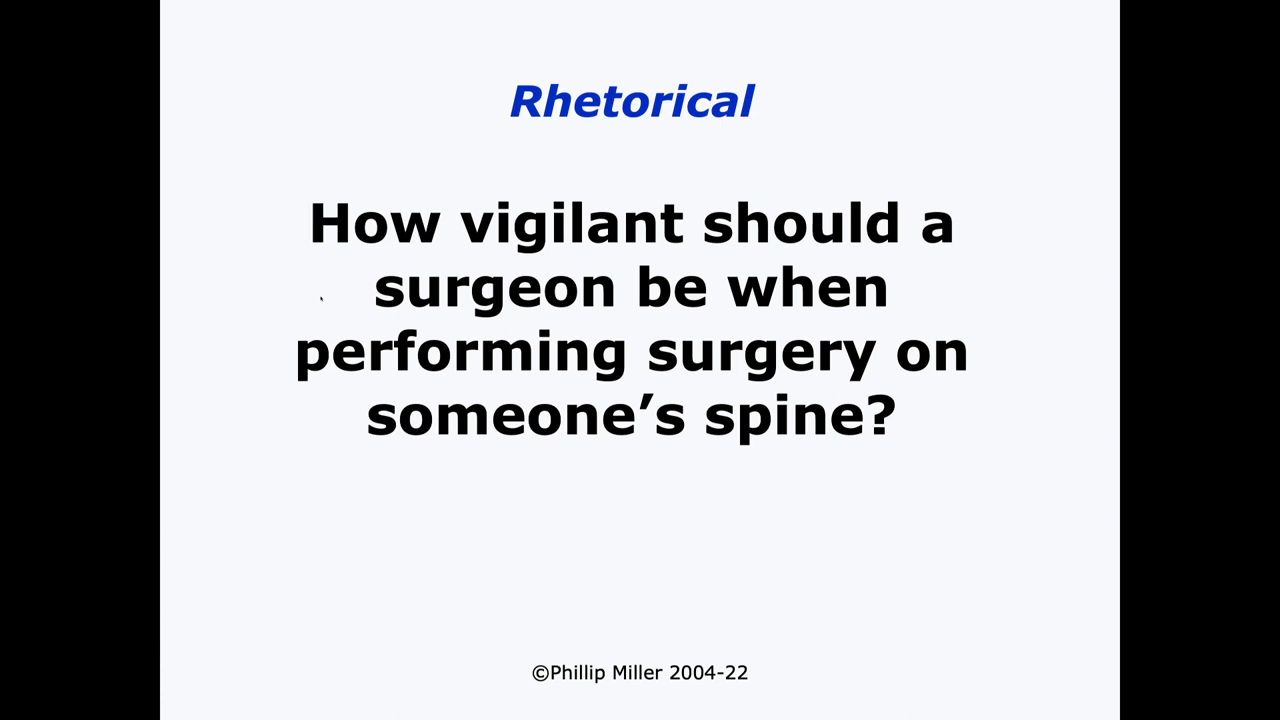 Rhetorical
How vigilant should a
surgeon be when
performing surgery on
someone’s spine?
©Phillip Miller 2004-22